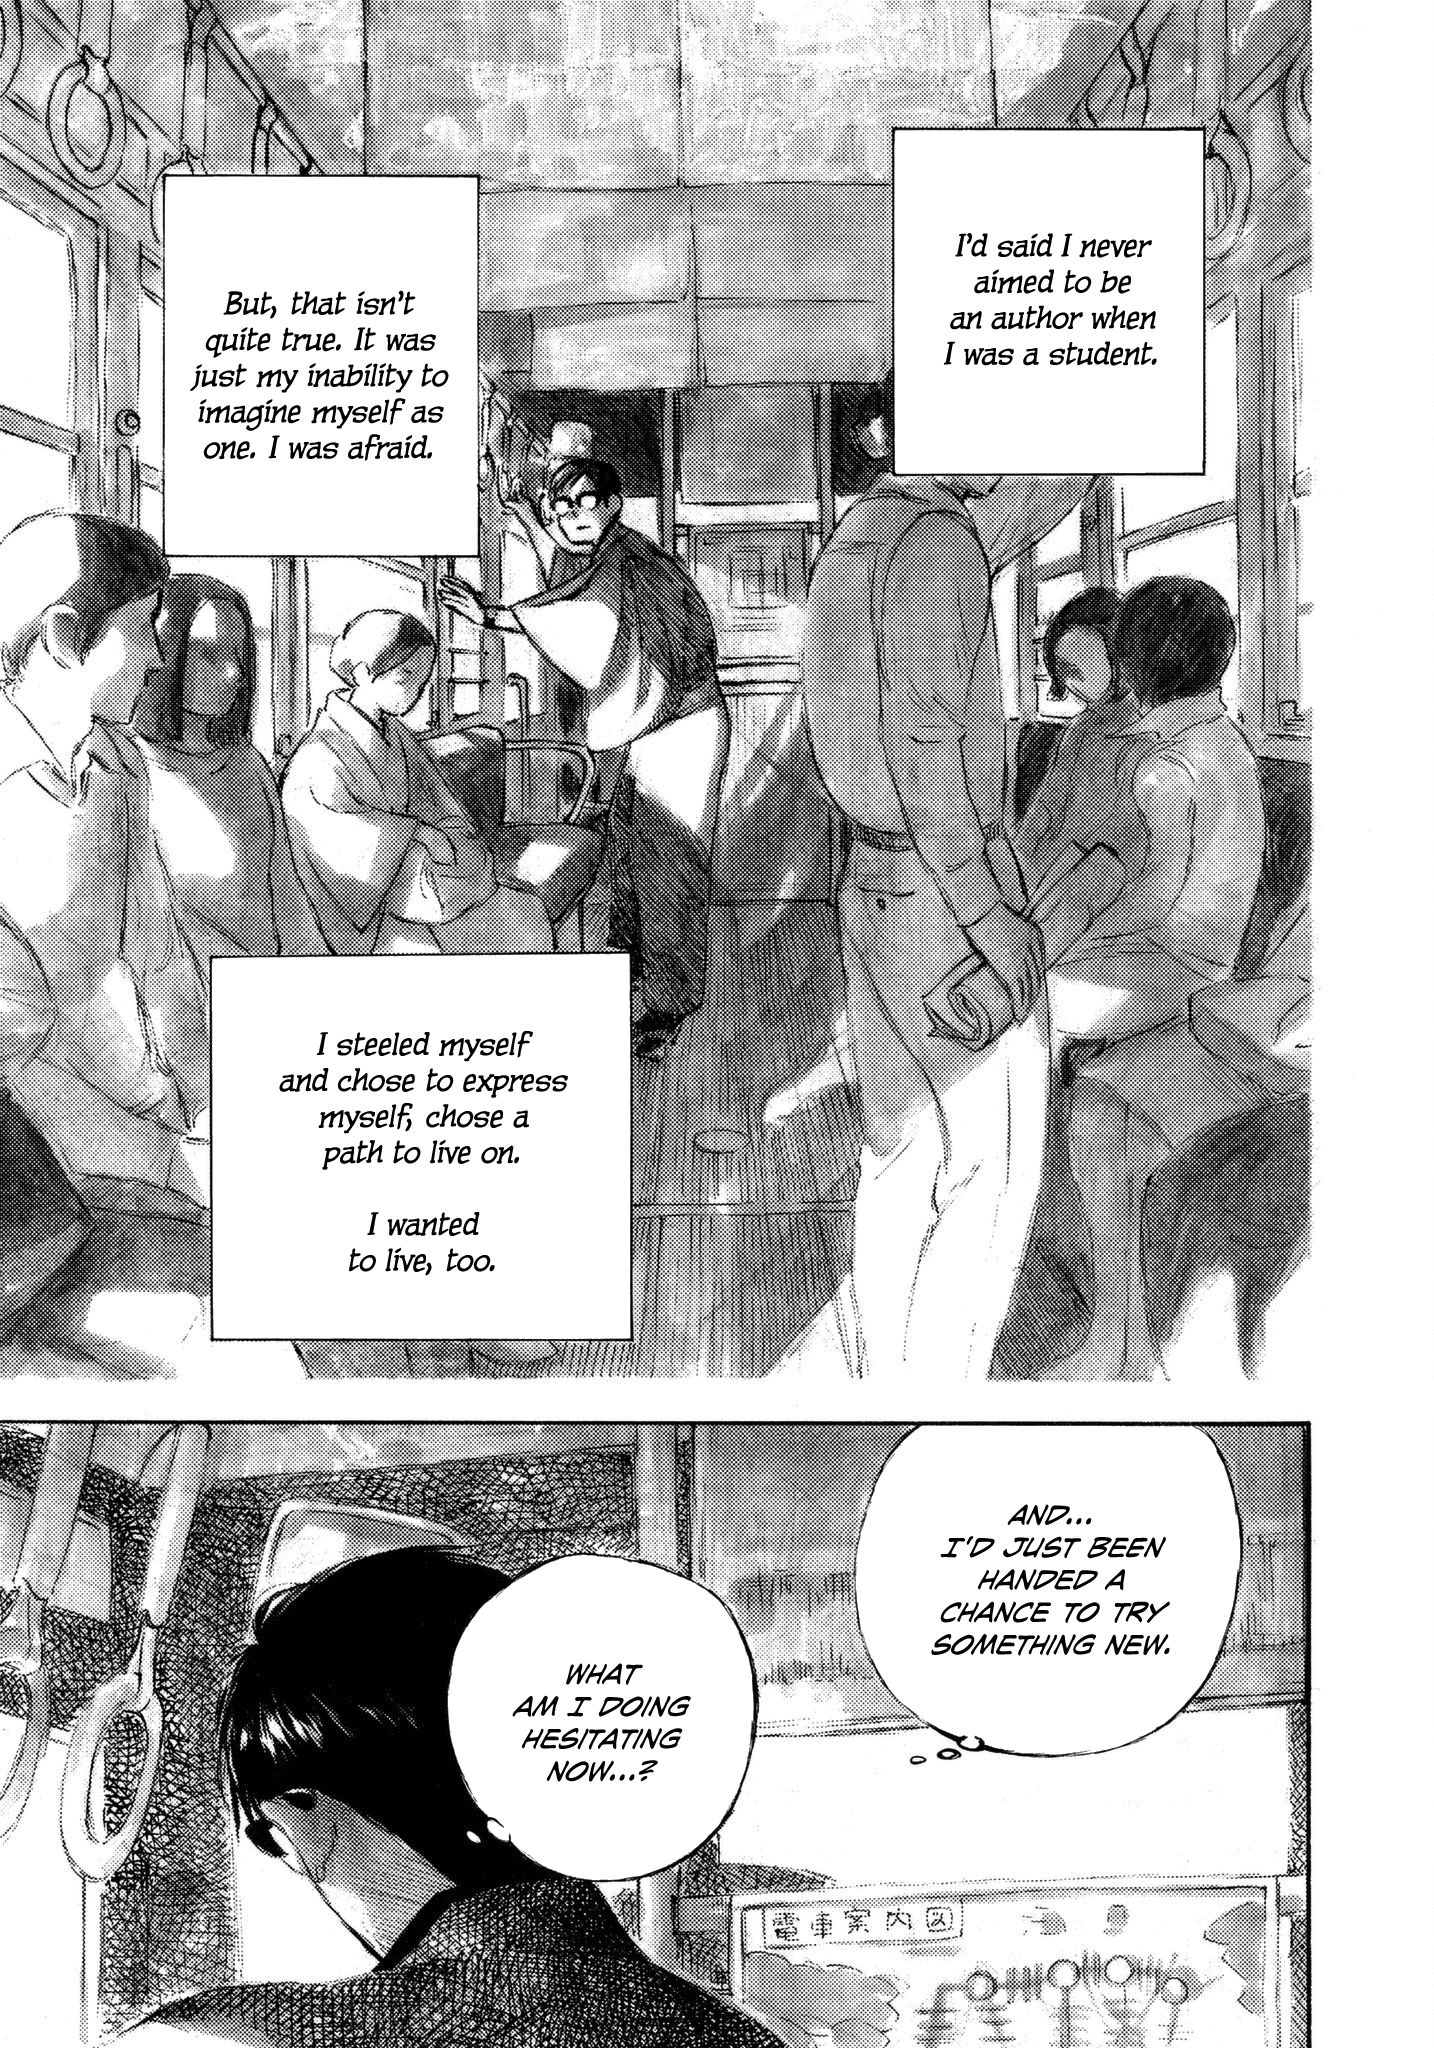 I'd said I never
aimed to be
an author when
I was a student.
But, that isn't
quite true. It was
just my inability to
imagine myself as
one. I was afraid.
I steeled myself
and chose to express
myself, chose a
path to live on.
I wanted
to live, too.
AND...
I'D JUST BEEN
HANDED A
CHANCE TO TRY
SOMETHING NEW.
WHAT
AM I DOING
HESITATING
NOW...?
電車案内図